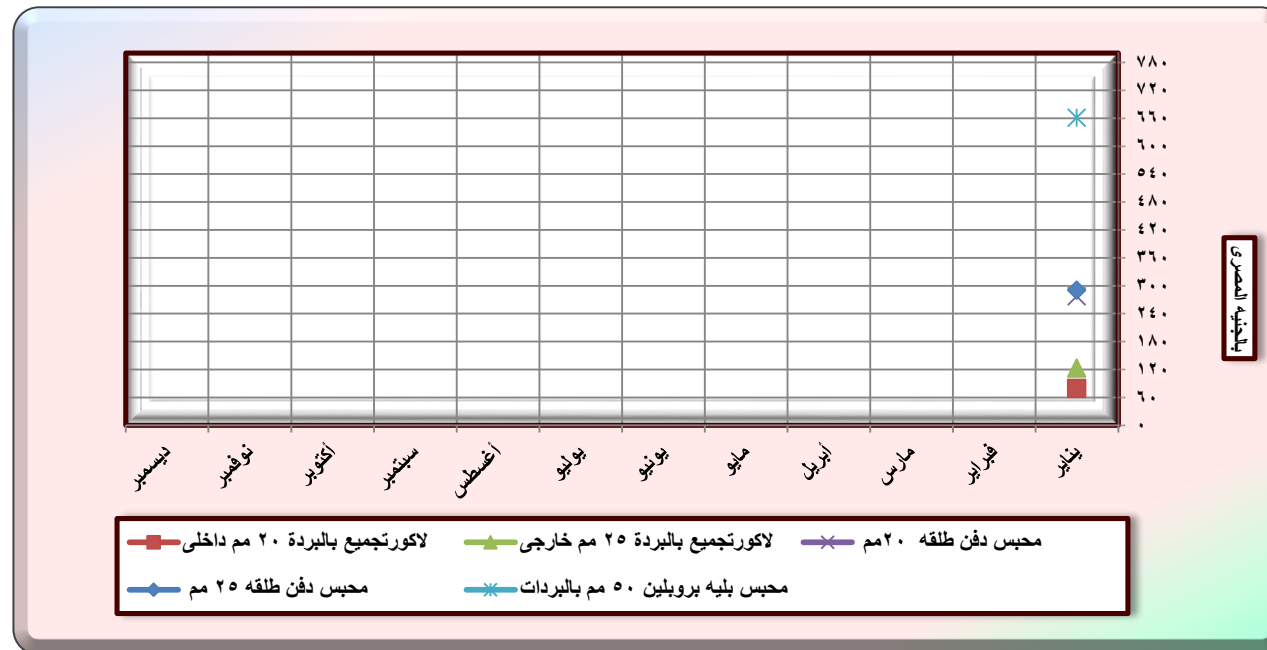 ٧٨٠
٧٢٠
٦٦٠
٦٠٠
٥٤٠
٤٨٠
٤٢٠
٣٦٠
٣٠٠
٢٤٠
١٨٠
١٢٠
٦٠
٠
بالجنيه المصرى
يناير
فبراير
مارس
أبريل
مايو
يونيو
يوليو
أغسطس
سبتمبر
أكتوبر
نوفمبر
ديسمبر
محبس دفن طلقه ٢٠مم
لاكورتجميع بالبردة ٢٥ مم خارجى
لاكورتجميع بالبردة ٢٠ مم داخلى
محبس بليه بروبلين ٥٠ مم بالبردات
محبس دفن طلقه ٢٥ مم